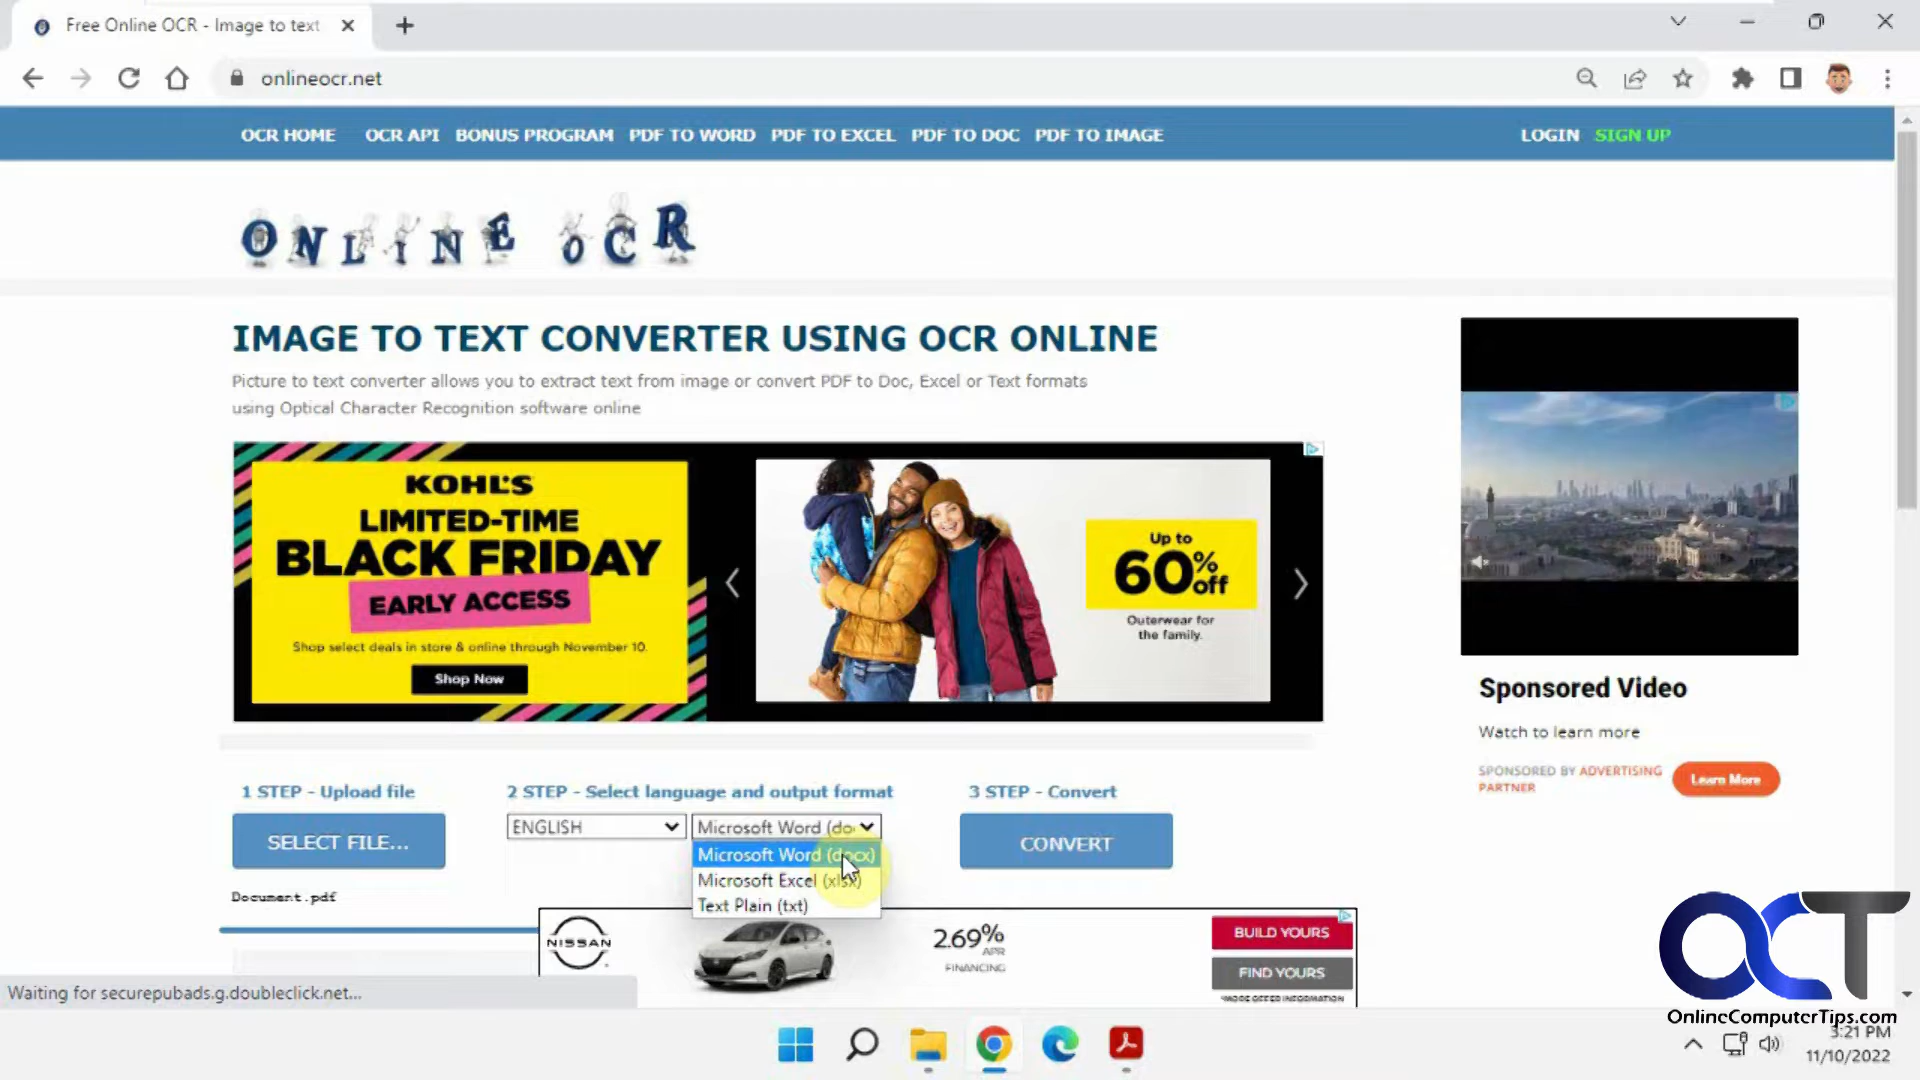 Free Online OCR - Image to text
onlineocr.net
OCR HOME OCR API BONUS PROGRAM PDF TO WORD PDF TO EXCEL PDF TO DOC PDF TO IMAGE LOGIN SIGN UP
ONLINE OCR
IMAGE TO TEXT CONVERTER USING OCR ONLINE
Picture to text converter allows you to extract text from image or convert PDF to Doc, Excel or Text formats
using Optical Character Recognition software online
KOHL'S
LIMITED-TIME
BLACK FRIDAY
EARLY ACCESS
Shop select deals in store & online through November 10.
Shop Now
Up to
60% off
Outerwear for
the family.
Sponsored Video
Watch to learn more
SPONSORED BY ADVERTISING
PARTNER
Learn More
1 STEP - Upload file
SELECT FILE...
Document.pdf
2 STEP - Select language and output format
ENGLISH
Microsoft Word (do
Microsoft Word (docx)
Microsoft Excel (xlsx)
Text Plain (txt)
3 STEP - Convert
CONVERT
NISSAN
2.69%
APR
FINANCING
BUILD YOURS
FIND YOURS
*MORE OFFER INFORMATION
Waiting for securepubads.g.doubleclick.net...
OCT
OnlineComputerTips.com
3:21 PM
11/10/2022